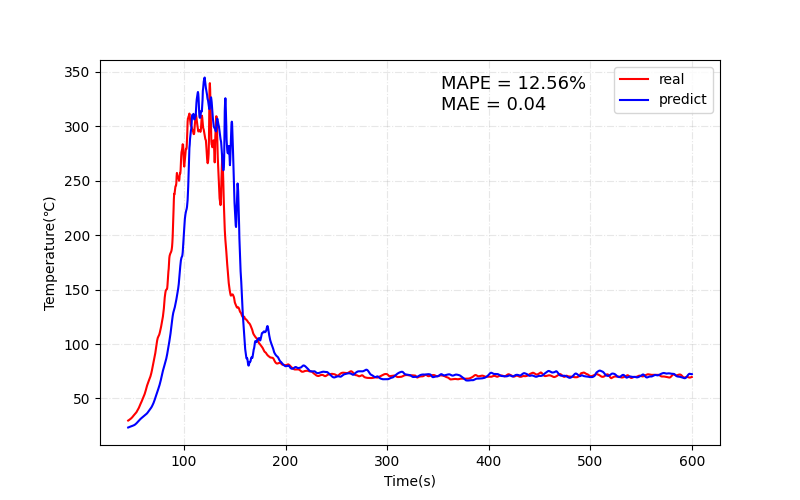 MAPE = 12.56%
MAE = 0.04
real
predict
Temperature(℃)
350
300
250
200
150
100
50
100 200 300 400 500 600
Time(s)